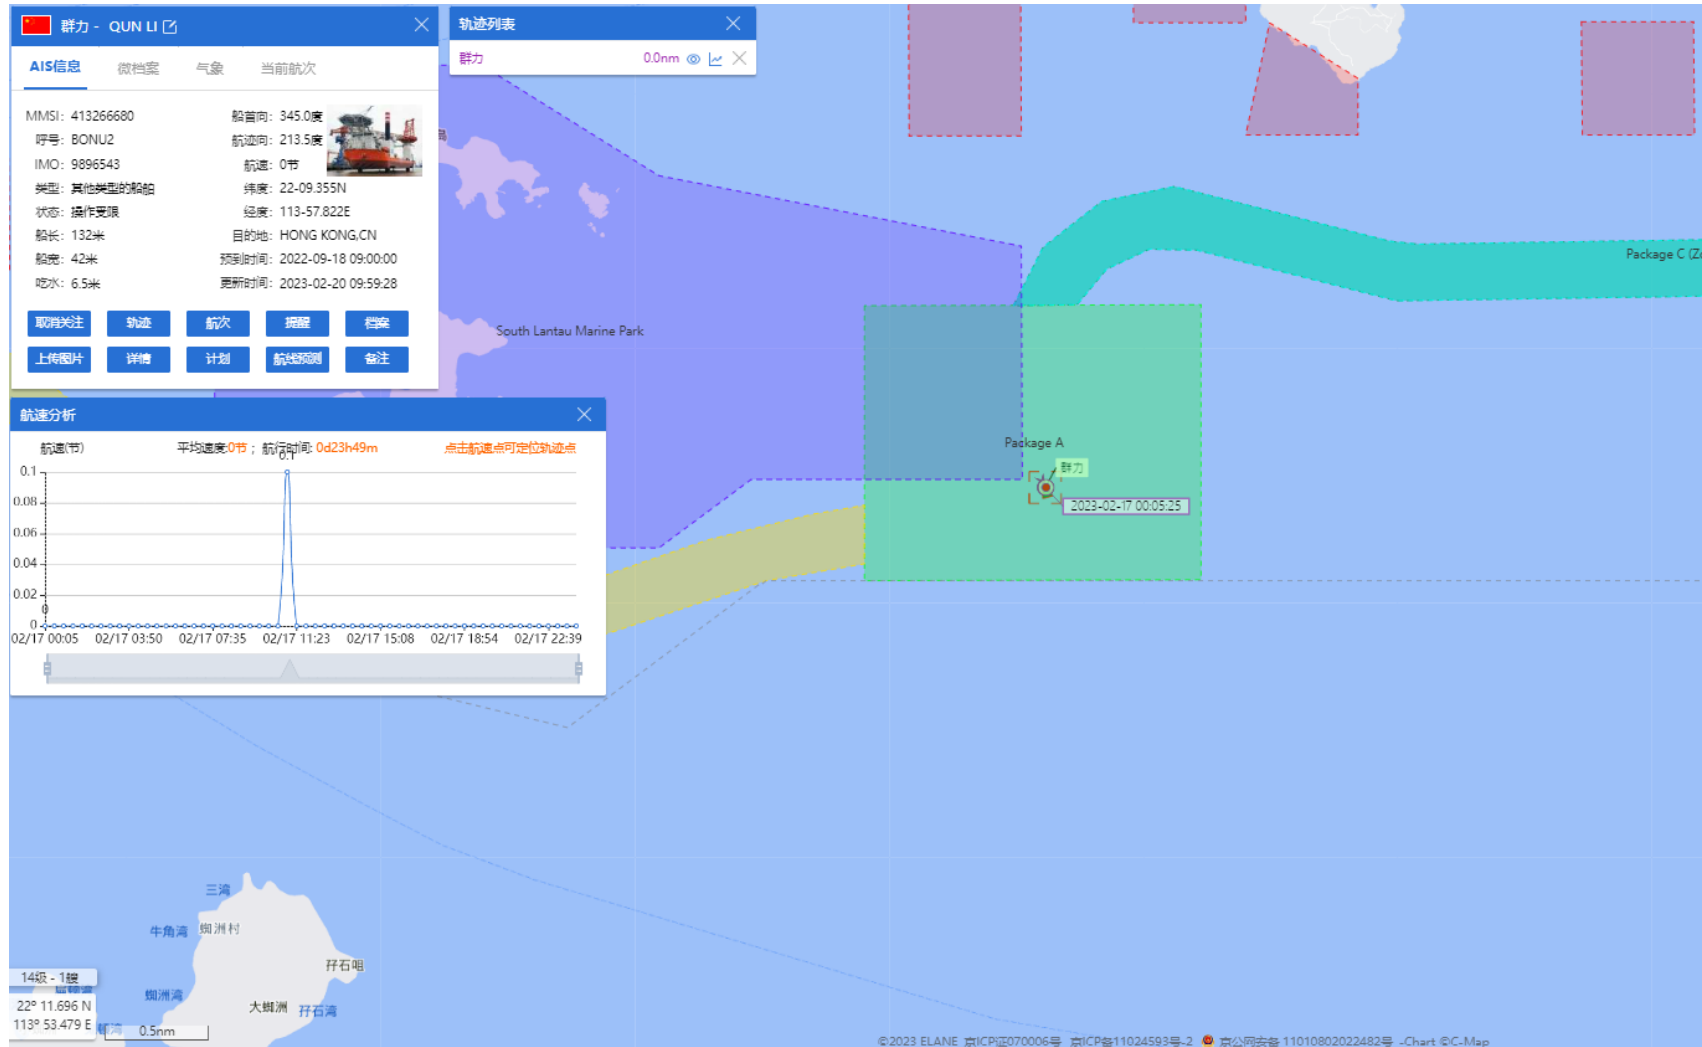 群力 - QUN LI
AIS信息 微档案 气象 当前航次
MMSI: 413266680 船首向: 345.0度
呼号: BONU2 航迹向: 213.5度
IMO: 9896543 航速: 0节
类型: 其他类型的船舶 纬度: 22-09.355N
状态: 操作受限 经度: 113-57.822E
船长: 132米 目的地: HONG KONG,CN
船宽: 42米 预到时间: 2022-09-18 09:00:00
吃水: 6.5米 更新时间: 2023-02-20 09:59:28
取消关注 轨迹 航次 提醒 档案
上传图片 详情 计划 航线预测 备注
轨迹列表
群力 0.0nm
航速分析
航速(节) 平均速度:0节； 航行时间: 0d23h49m 点击航速点可定位轨迹点
0.1
0.1
0.08
0.06
0.04
0.02
0
0
02/17 00:05 02/17 03:50 02/17 07:35 02/17 11:23 02/17 15:08 02/17 18:54 02/17 22:39
Package C (Zo
South Lantau Marine Park
Package A
群力
2023-02-17 00:05:25
三湾
牛角湾 蜘洲村
孖石咀
蜘洲湾
大蜘洲 孖石湾
14级 - 1艘
22º 11.696 N
113º 53.479 E
0.5nm
©2023 ELANE 京ICP证070006号 京ICP备11024593号-2 京公网安备 11010802022482号 -Chart ©C-Map